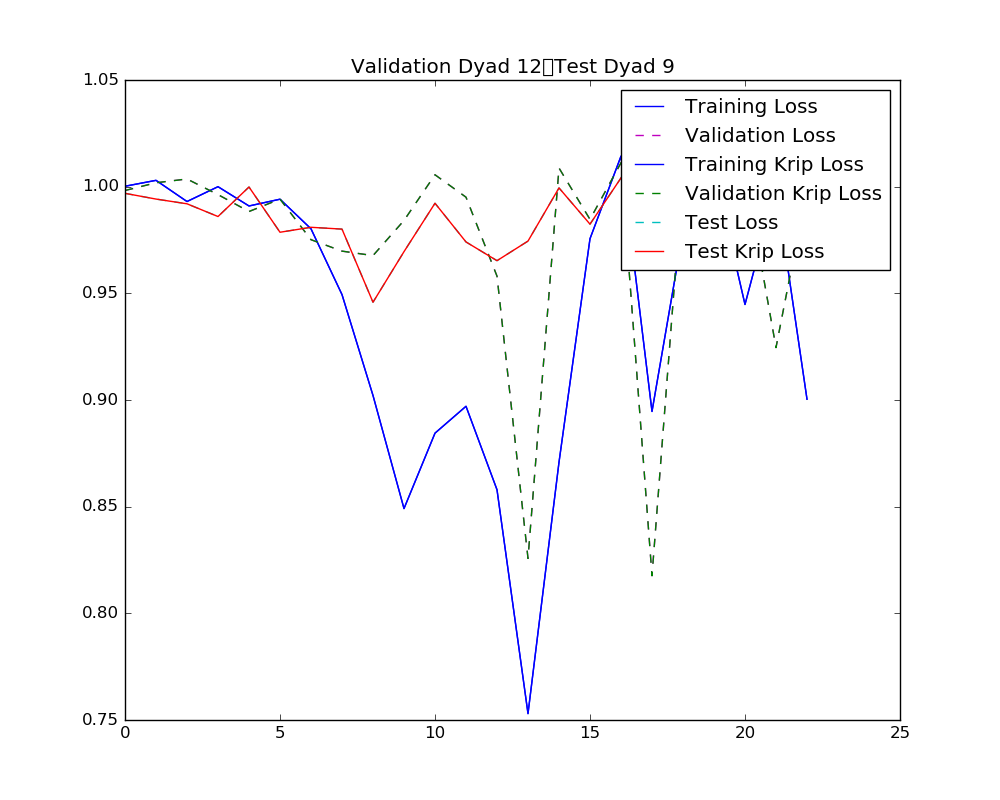 Validation Dyad 12▯Test Dyad 9
1.05
1.00
0.95
0.90
0.85
0.80
0.75
0 5 10 15 20 25
Training Loss
Validation Loss
Training Krip Loss
Validation Krip Loss
Test Loss
Test Krip Loss